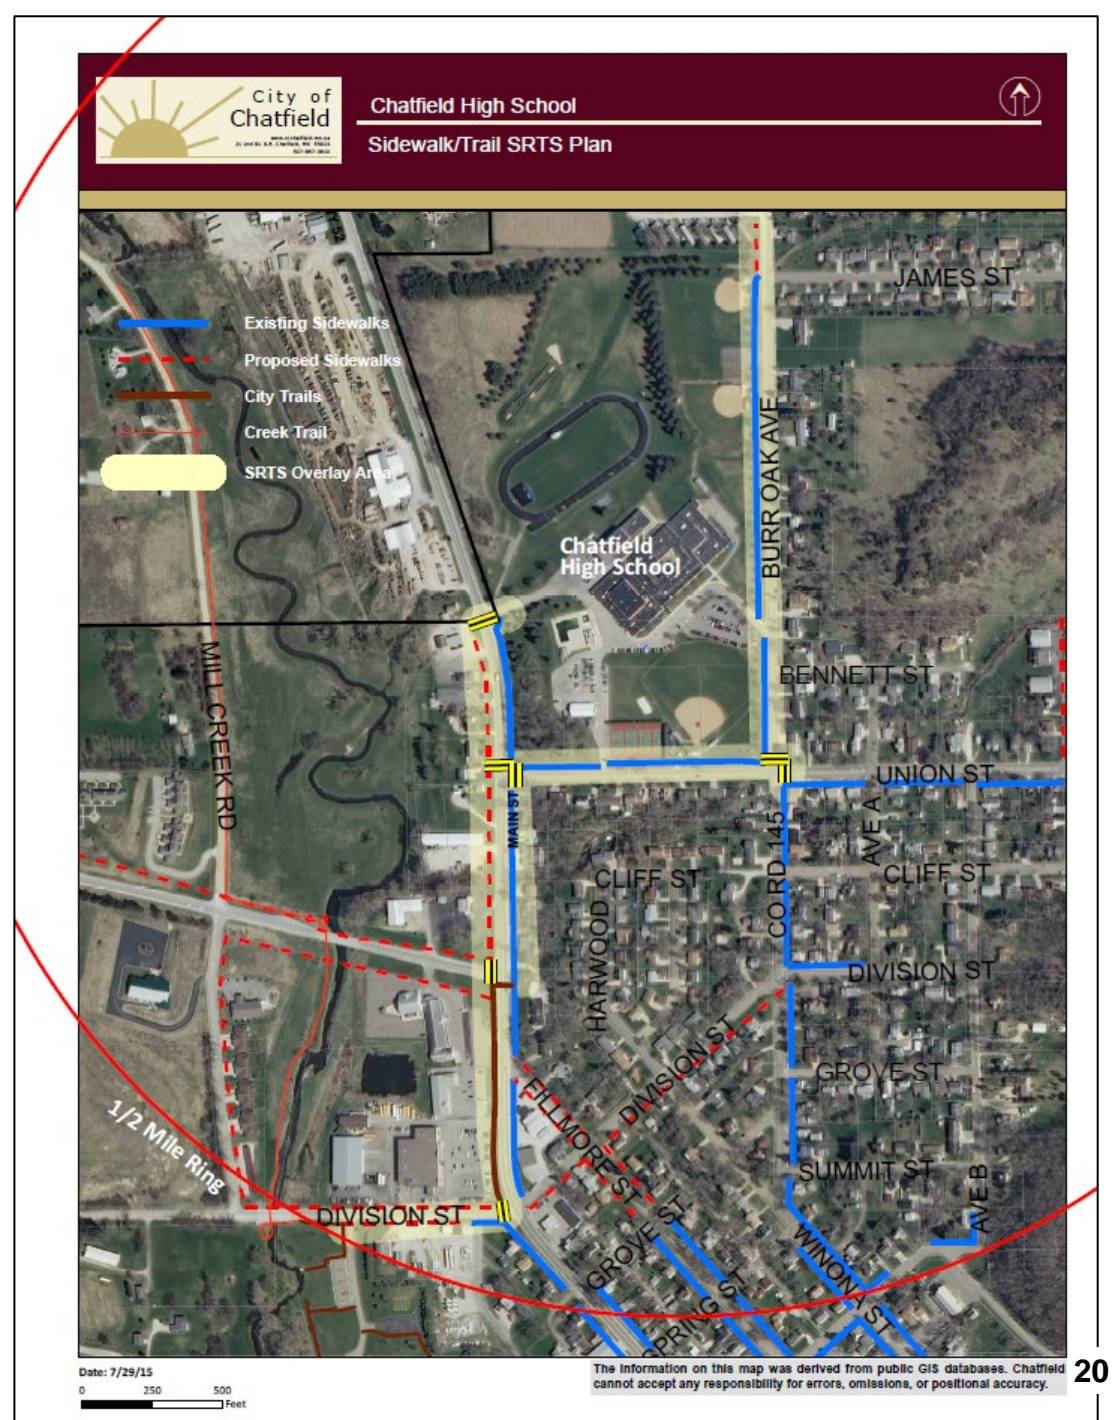 City of
Chatfield
Chatfield High School
Sidewalk/Trail SRTS Plan
Y 52
JAMES ST
Existing Sidewalks
Proposed Sidewalks
City Trails
Creek Trail
SRTS Overlay Area
BURR OAK AVE
Chatfield
High School
MILL CREEK RD
BENNETT ST
UNION ST
MAIN ST
CO RD 145
AVE A
CLIFF ST
CLIFF ST
HARWOOD
DIVISION ST
DIVISION ST
GROVE ST
FILLMORE ST
1/2 Mile Ring
SUMMIT ST
AVE B
DIVISION ST
GROVE ST
WINONA ST
SPRING ST
Date: 7/29/15
0 250 500
Feet
The information on this map was derived from public GIS databases. Chatfield
cannot accept any responsibility for errors, omissions, or positional accuracy.
20